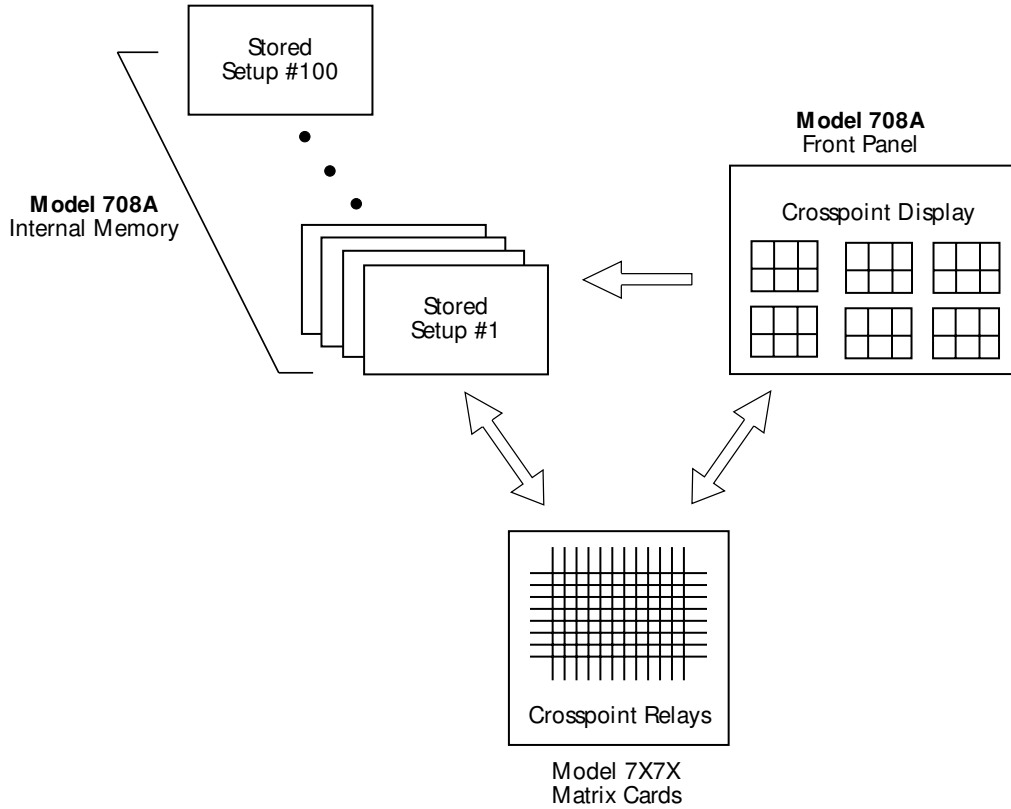 Stored
Setup #100
Model 708A
Front Panel
Crosspoint Display
Model 708A
Internal Memory
Stored
Setup #1
Crosspoint Relays
Model 7X7X
Matrix Cards